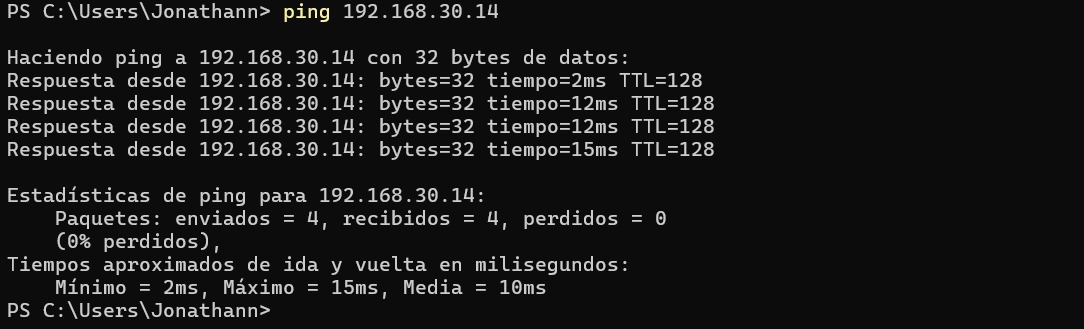 PS C:\Users\Jonathann> ping 192.168.30.14
Haciendo ping a 192.168.30.14 con 32 bytes de datos:
Respuesta desde 192.168.30.14: bytes=32 tiempo=2ms TTL=128
Respuesta desde 192.168.30.14: bytes=32 tiempo=12ms TTL=128
Respuesta desde 192.168.30.14: bytes=32 tiempo=12ms TTL=128
Respuesta desde 192.168.30.14: bytes=32 tiempo=15ms TTL=128
Estadísticas de ping para 192.168.30.14:
Paquetes: enviados = 4, recibidos = 4, perdidos = 0
(0% perdidos),
Tiempos aproximados de ida y vuelta en milisegundos:
Mínimo = 2ms, Máximo = 15ms, Media = 10ms
PS C:\Users\Jonathann>